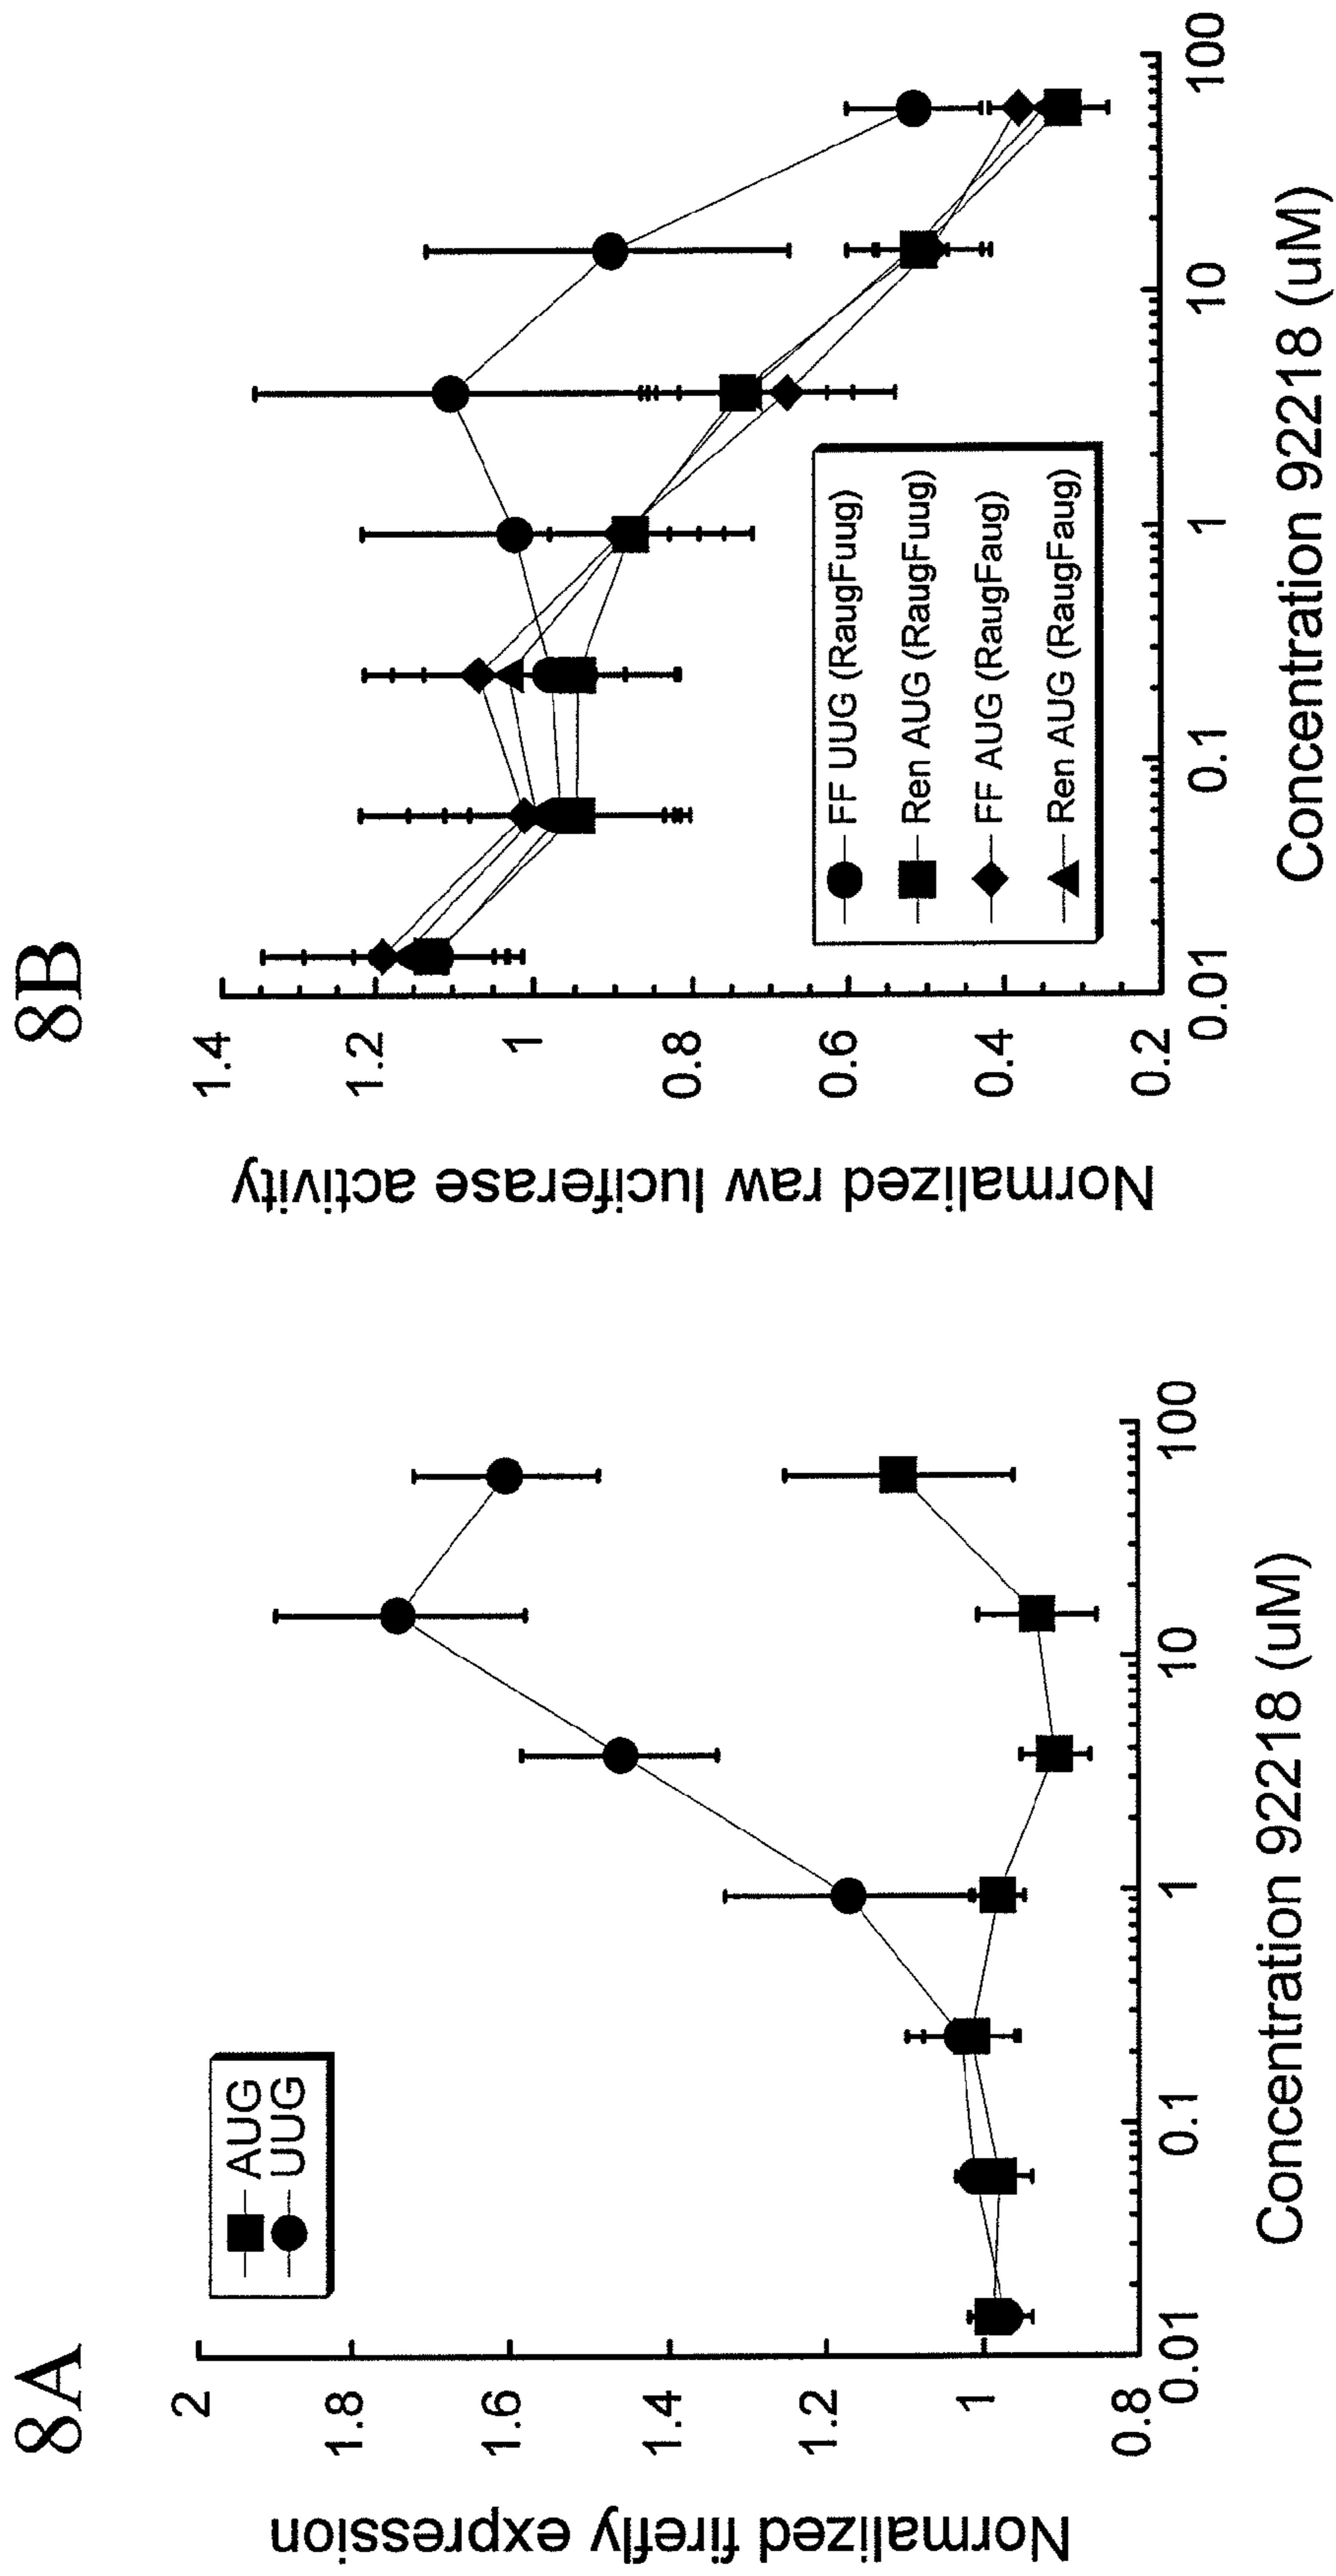 8A
Normalized firefly expression
2
1.8
1.6
1.4
1.2
1
0.8
AUG
UUG
0.01
0.1
1
10
100
Concentration 92218 (uM)
8B
Normalized raw luciferase activity
1.4
1.2
1
0.8
0.6
0.4
0.2
FF UUG (RaugFuug)
Ren AUG (RaugFuug)
FF AUG (RaugFaug)
Ren AUG (RaugFaug)
0.01
0.1
1
10
100
Concentration 92218 (uM)